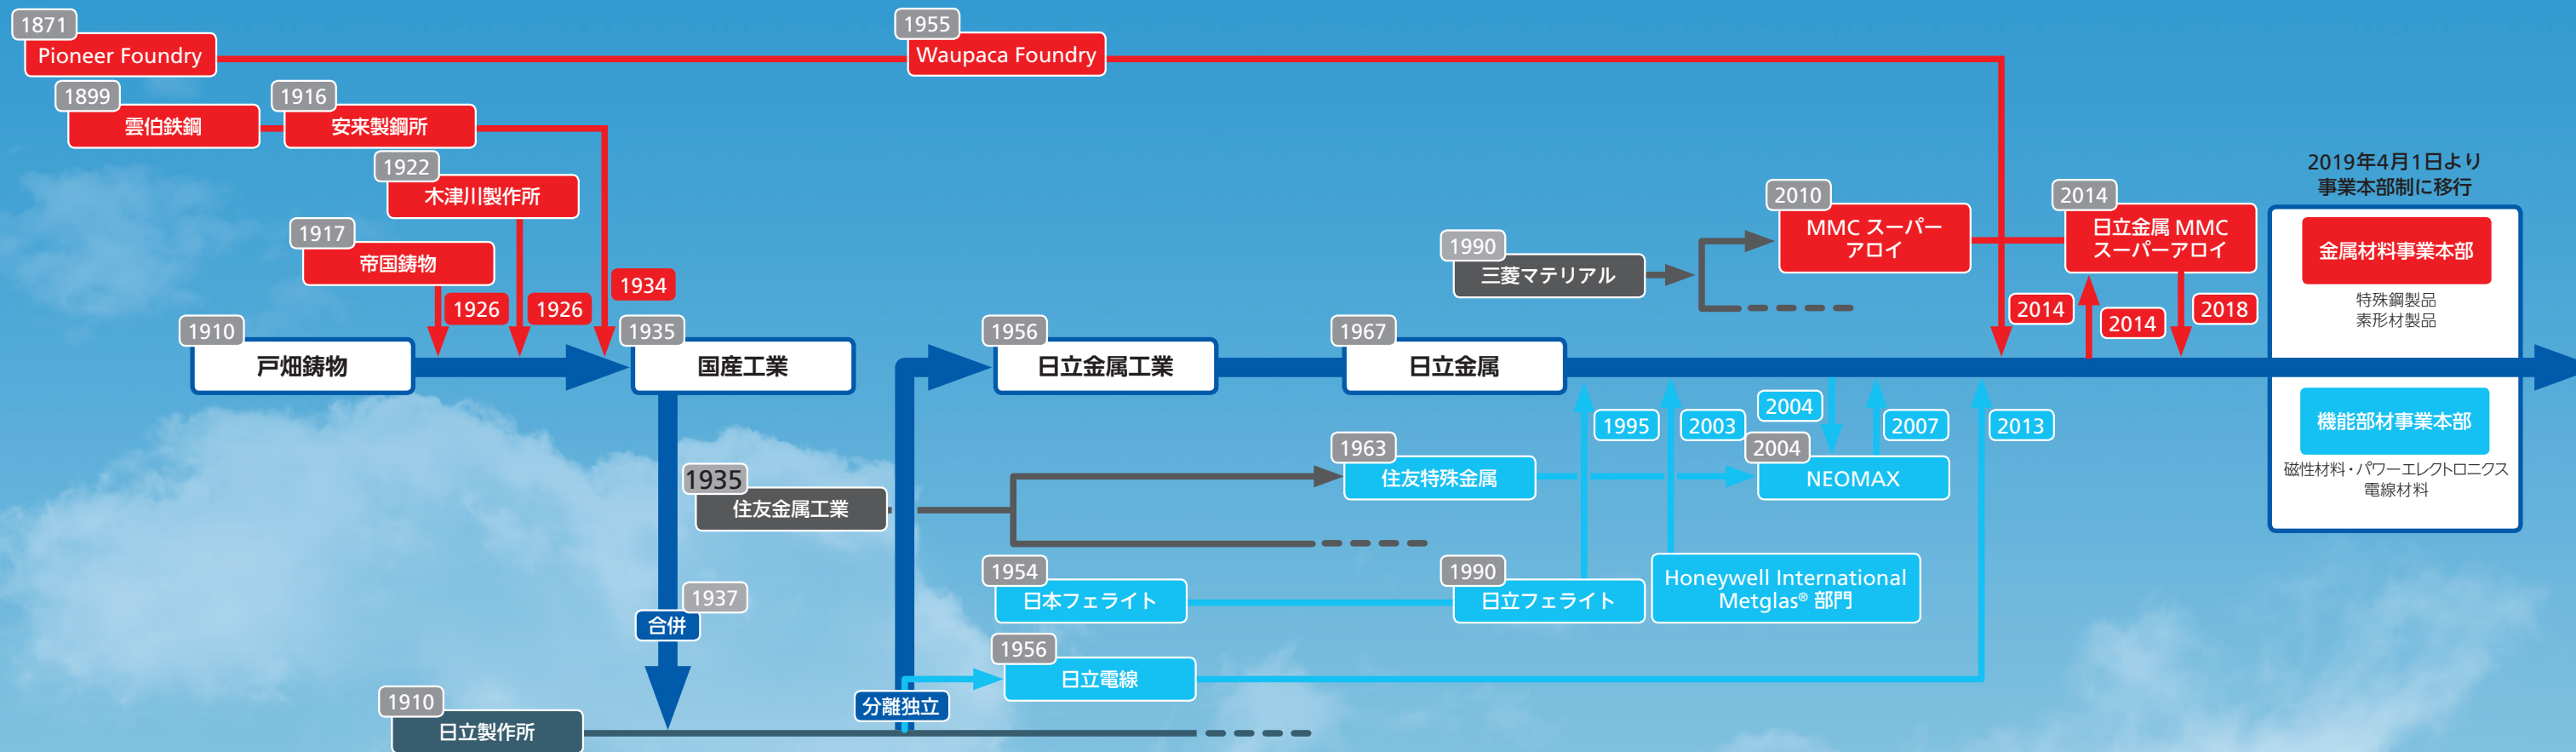 1871
Pioneer Foundry
1955
Waupaca Foundry
1899
雲伯鉄鋼
1916
安来製鋼所
1922
木津川製作所
1917
帝国鋳物
1926
1926
1934
1910
戸畑鋳物
1935
国産工業
1956
日立金属工業
1967
日立金属
1990
三菱マテリアル
2010
MMC スーパー
アロイ
2014
日立金属 MMC
スーパーアロイ
2014
2014
2018
2019年4月1日より
事業本部制に移行
金属材料事業本部
特殊鋼製品
素形材製品
機能部材事業本部
磁性材料・パワーエレクトロニクス
電線材料
1995
2003
2004
2007
2013
1935
住友金属工業
1963
住友特殊金属
2004
NEOMAX
1954
日本フェライト
1990
日立フェライト
Honeywell International
Metglas® 部門
1937
合併
1956
日立電線
分離独立
1910
日立製作所